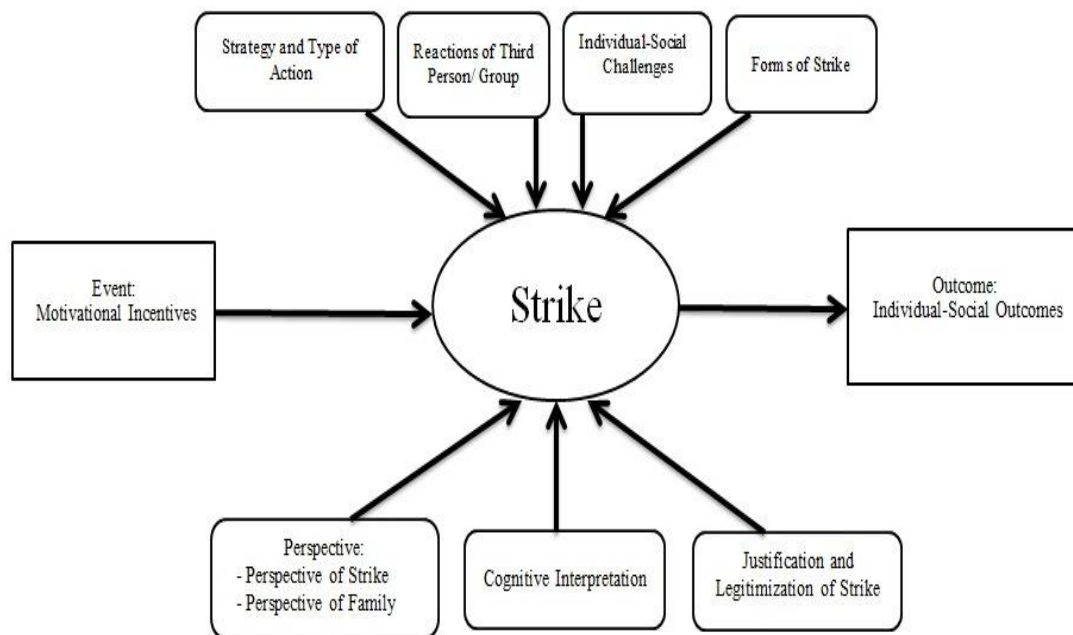 Strategy and Type of
Action
Reactions of Third
Person/ Group
Individual-Social
Challenges
Forms of Strike
Event:
Motivational Incentives
Strike
Outcome:
Individual-Social Outcomes
Perspective:
- Perspective of Strike
- Perspective of Family
Cognitive Interpretation
Justification and
Legitimization of Strike